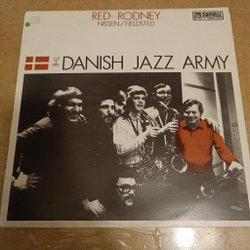 RED RODNEY
NISSEN/FJELDSTED
& THE DANISH JAZZ ARMY